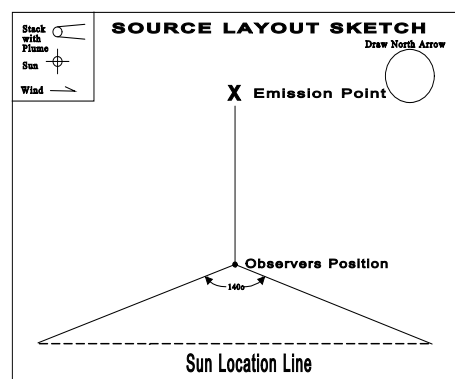 SOURCE LAYOUT SKETCH
Stack
with
Plume
Sun
Wind
Draw North Arrow
X Emission Point
Observers Position
140o
Sun Location Line